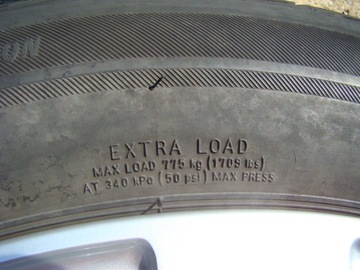 EXTRA LOAD
MAX LOAD 775 kg (1709 lbs)
AT 340 kPa (50 psi) MAX PRESS